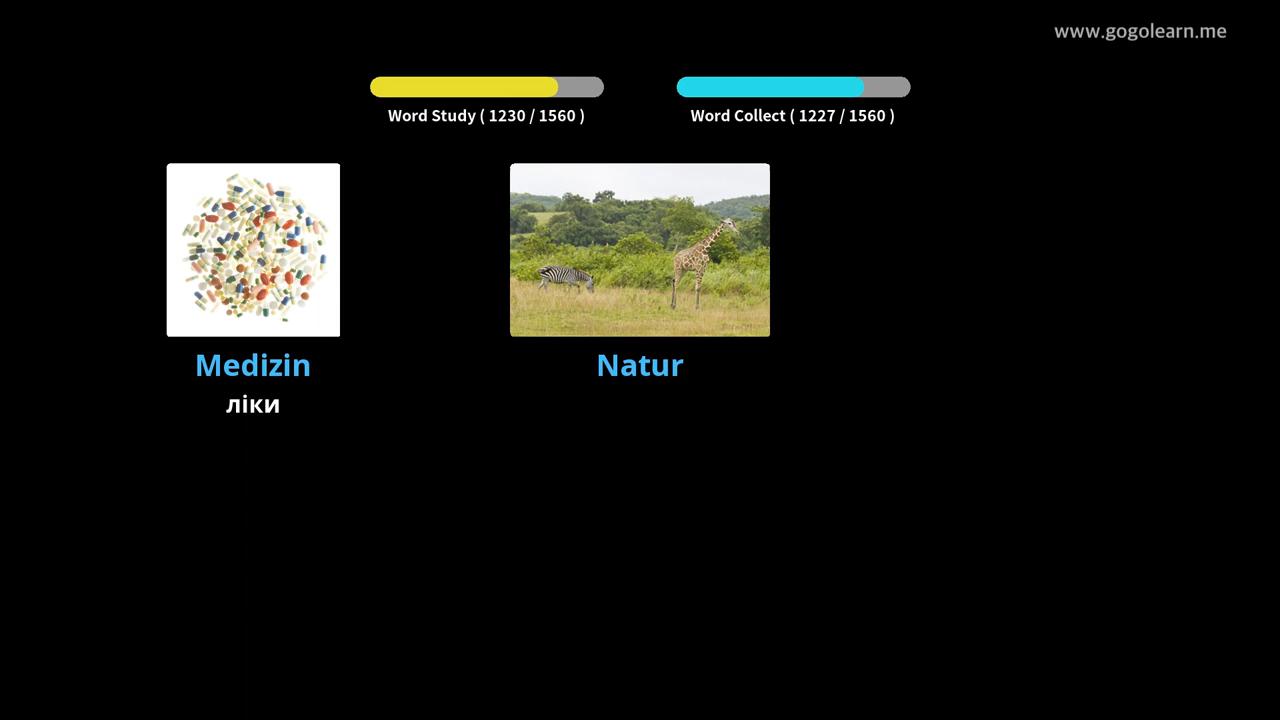 www.gogolearn.me
Word Study ( 1230 / 1560 )
Word Collect ( 1227 / 1560 )
Medizin
ліки
Natur